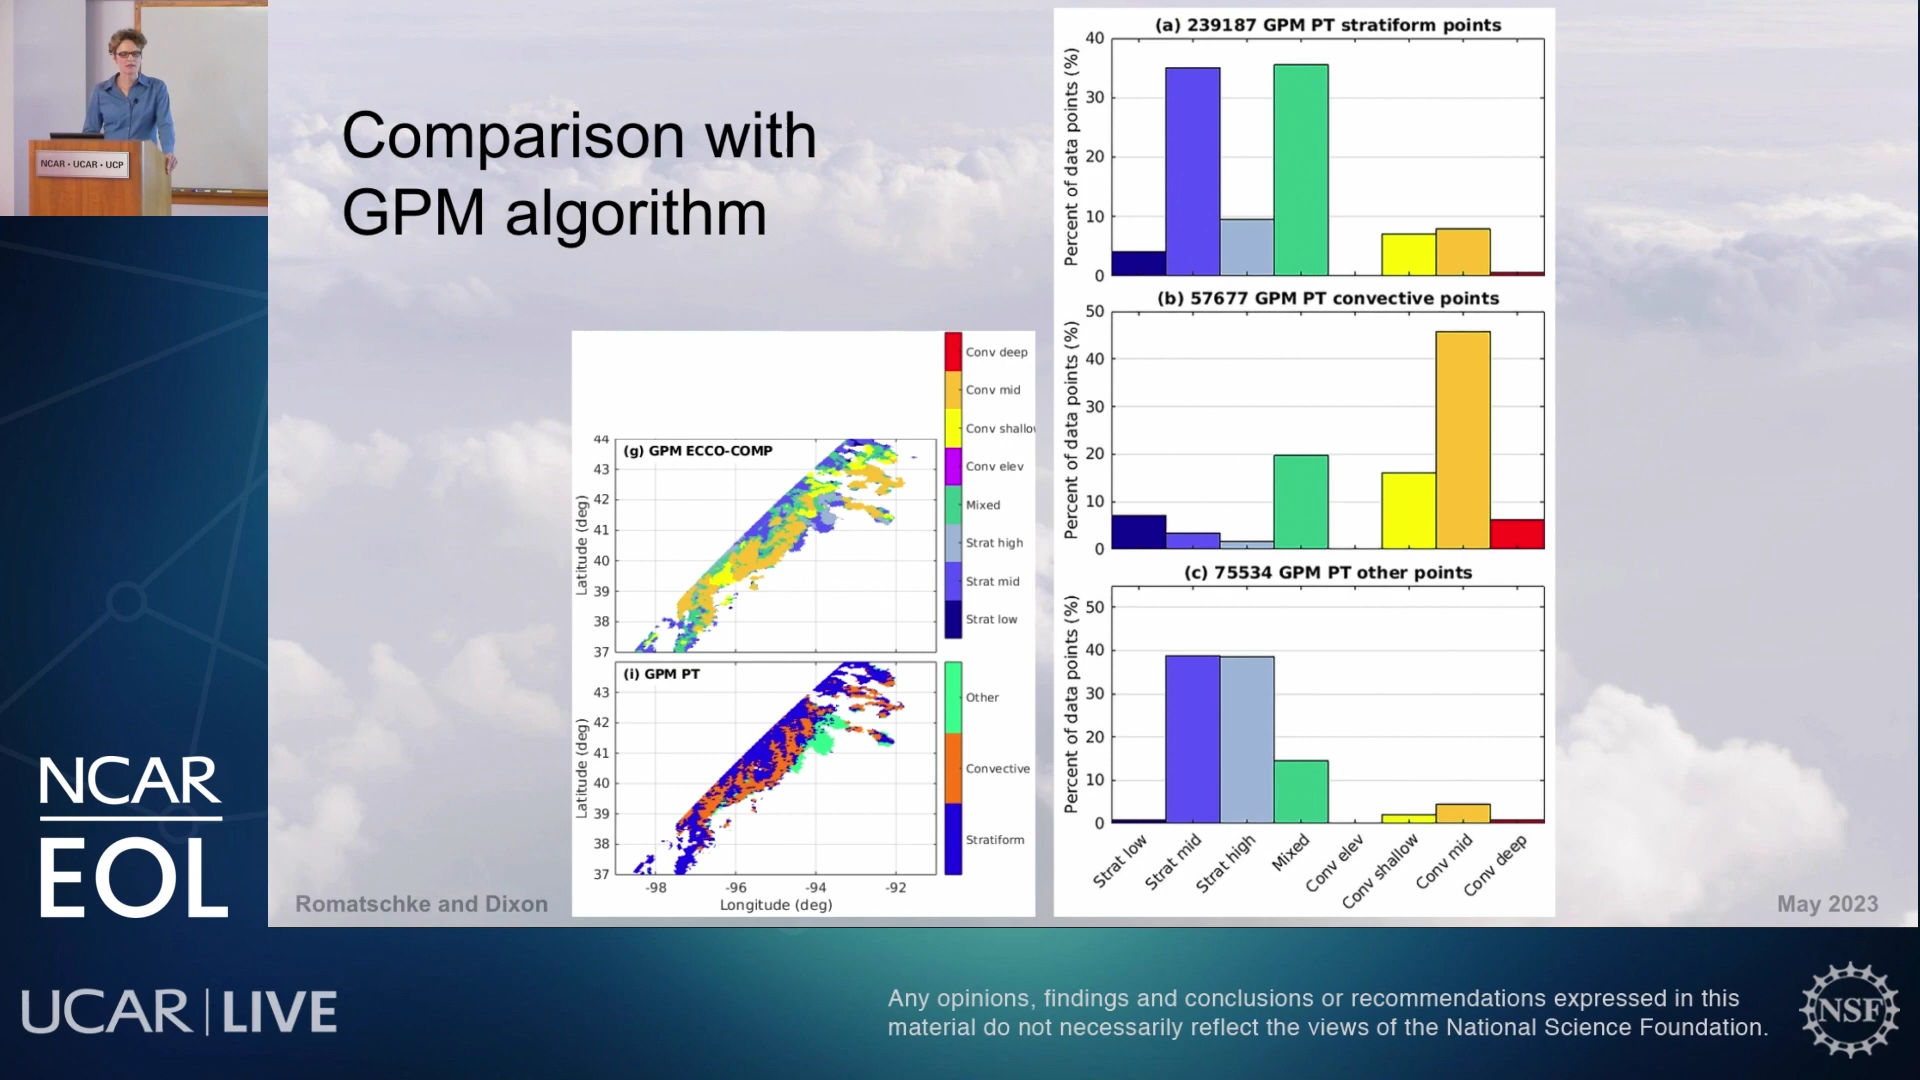 NCAR • UCAR • UCP
Comparison with
GPM algorithm
(g) GPM ECCO-COMP
Latitude (deg)
44
43
42
41
40
39
38
37
Conv deep
Conv mid
Conv shallo
Conv elev
Mixed
Strat high
Strat mid
Strat low
(i) GPM PT
Latitude (deg)
43
42
41
40
39
38
37
-98
-96
-94
-92
Longitude (deg)
Other
Convective
Stratiform
(a) 239187 GPM PT stratiform points
Percent of data points (%)
40
30
20
10
0
(b) 57677 GPM PT convective points
Percent of data points (%)
50
40
30
20
10
0
(c) 75534 GPM PT other points
Percent of data points (%)
50
40
30
20
10
0
Strat low
Strat mid
Strat high
Mixed
Conv elev
Conv shallow
Conv mid
Conv deep
Romatschke and Dixon
May 2023
NCAR
EOL
UCAR | LIVE
Any opinions, findings and conclusions or recommendations expressed in this
material do not necessarily reflect the views of the National Science Foundation.
NSF